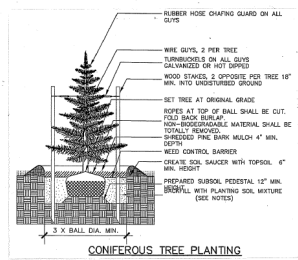 RUBBER HOSE CHAFING GUARD ON ALL
GUYS
WIRE GUYS, 2 PER TREE
TURNBUCKELS ON ALL GUYS
GALVANIZED OR HOT DIPPED
WOOD STAKES, 2 OPPOSITE PER TREE 18"
MIN. INTO UNDISTURBED GROUND
SET TREE AT ORIGINAL GRADE
ROPES AT TOP OF BALL SHALL BE CUT.
FOLD BACK BURLAP.
NON-BIODEGRADABLE MATERIAL SHALL BE
TOTALLY REMOVED.
SHREDDED PINE BARK MULCH 4" MIN.
DEPTH
WEED CONTROL BARRIER
CREATE SOIL SAUCER WITH TOPSOIL 6"
MIN. HEIGHT
PREPARED SUBSOIL PEDESTAL 12" MIN.
HEIGHT
BACKFILL WITH PLANTING SOIL MIXTURE
(SEE NOTES)
3 X BALL DIA. MIN.
CONIFEROUS TREE PLANTING